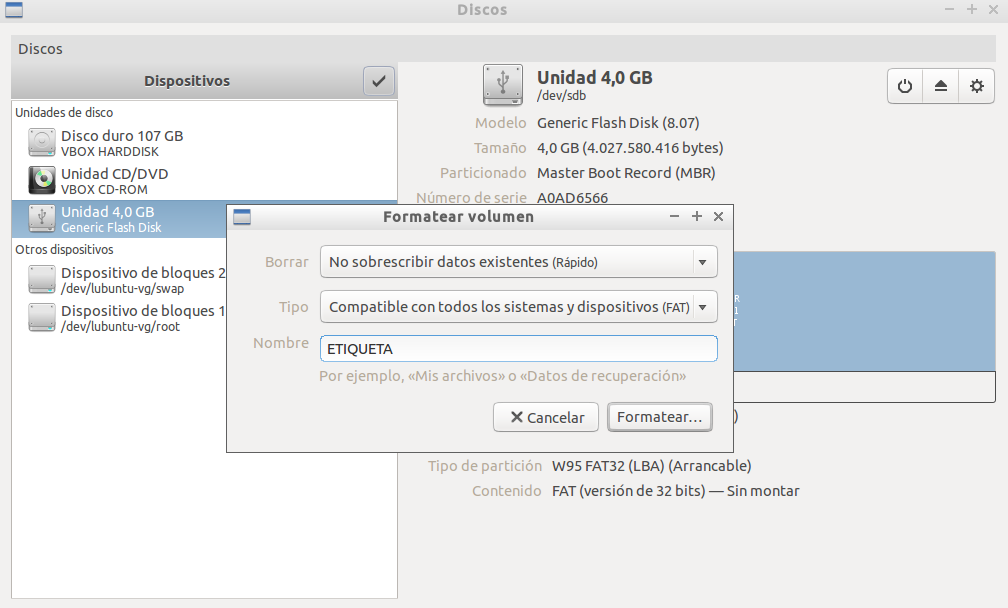 Discos
Discos
Dispositivos
Unidades de disco
Disco duro 107 GB
VBOX HARDDISK
Unidad CD/DVD
VBOX CD-ROM
Unidad 4,0 GB
Generic Flash Disk
Otros dispositivos
Dispositivo de bloques 2
/dev/lubuntu-vg/swap
Dispositivo de bloques 1
/dev/lubuntu-vg/root
Unidad 4,0 GB
/dev/sdb
Modelo Generic Flash Disk (8.07)
Tamaño 4,0 GB (4.027.580.416 bytes)
Particionado Master Boot Record (MBR)
Número de serie A0AD6566
Formatear volumen
Borrar No sobrescribir datos existentes (Rápido)
Tipo Compatible con todos los sistemas y dispositivos (FAT)
Nombre ETIQUETA
Por ejemplo, «Mis archivos» o «Datos de recuperación»
Cancelar Formatear...
Tipo de partición W95 FAT32 (LBA) (Arrancable)
Contenido FAT (versión de 32 bits) — Sin montar